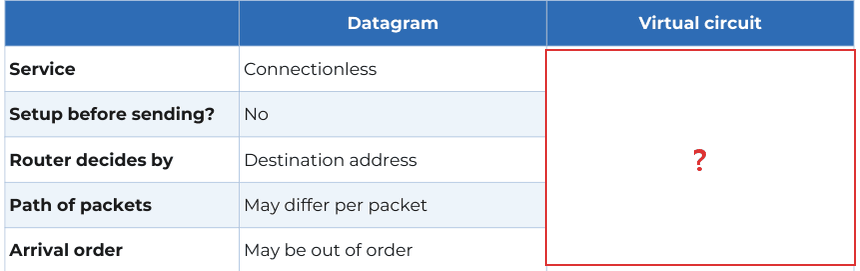 Datagram Virtual circuit
Service Connectionless
Setup before sending? No
Router decides by Destination address
Path of packets May differ per packet
?
Arrival order May be out of order